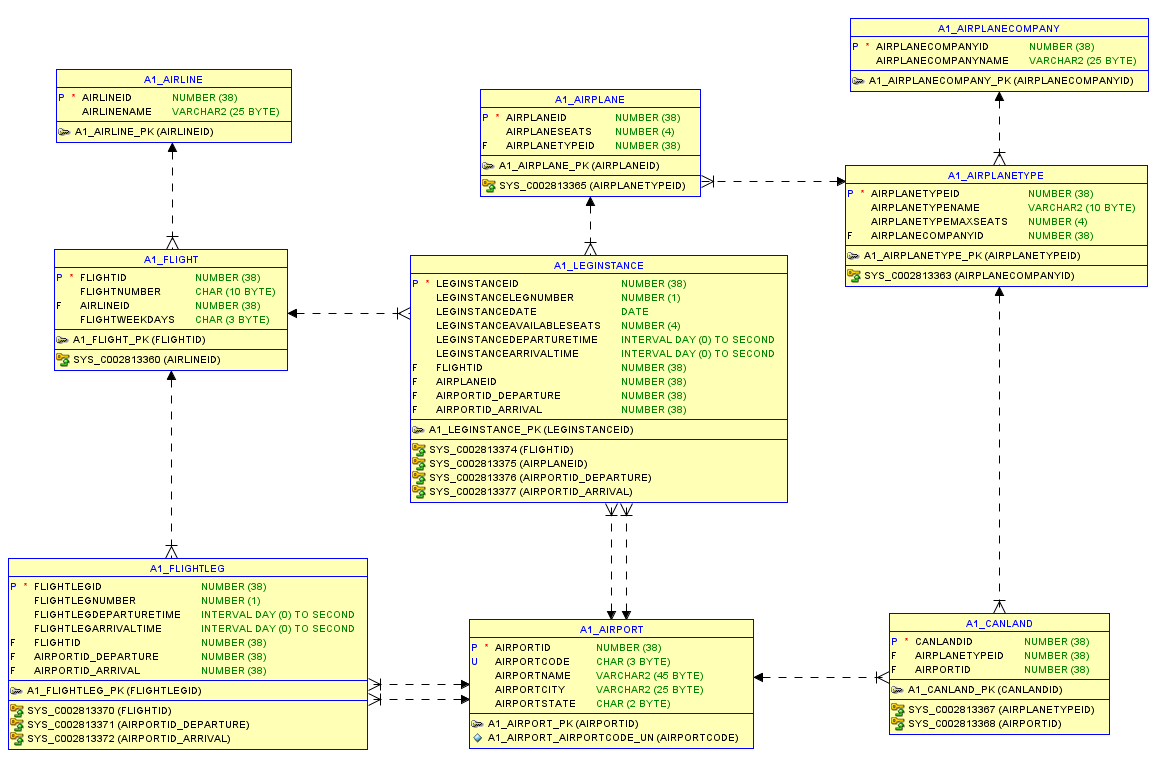 A1_AIRPLANECOMPANY
P * AIRPLANECOMPANYID NUMBER (38)
AIRPLANECOMPANYNAME VARCHAR2 (25 BYTE)
A1_AIRPLANECOMPANY_PK (AIRPLANECOMPANYID)
A1_AIRLINE
P * AIRLINEID NUMBER (38)
AIRLINENAME VARCHAR2 (25 BYTE)
A1_AIRLINE_PK (AIRLINEID)
A1_AIRPLANE
P * AIRPLANEID NUMBER (38)
AIRPLANESEATS NUMBER (4)
F AIRPLANETYPEID NUMBER (38)
A1_AIRPLANE_PK (AIRPLANEID)
SYS_C002813365 (AIRPLANETYPEID)
A1_AIRPLANETYPE
P * AIRPLANETYPEID NUMBER (38)
AIRPLANETYPENAME VARCHAR2 (10 BYTE)
AIRPLANETYPEMAXSEATS NUMBER (4)
F AIRPLANECOMPANYID NUMBER (38)
A1_AIRPLANETYPE_PK (AIRPLANETYPEID)
SYS_C002813363 (AIRPLANECOMPANYID)
A1_FLIGHT
P * FLIGHTID NUMBER (38)
FLIGHTNUMBER CHAR (10 BYTE)
F AIRLINEID NUMBER (38)
FLIGHTWEEKDAYS CHAR (3 BYTE)
A1_FLIGHT_PK (FLIGHTID)
SYS_C002813360 (AIRLINEID)
A1_LEGINSTANCE
P * LEGINSTANCEID NUMBER (38)
LEGINSTANCELEGNUMBER NUMBER (1)
LEGINSTANCEDATE DATE
LEGINSTANCEAVAILABLESEATS NUMBER (4)
LEGINSTANCEDEPARTURETIME INTERVAL DAY (0) TO SECOND
LEGINSTANCEARRIVALTIME INTERVAL DAY (0) TO SECOND
F FLIGHTID NUMBER (38)
F AIRPLANEID NUMBER (38)
F AIRPORTID_DEPARTURE NUMBER (38)
F AIRPORTID_ARRIVAL NUMBER (38)
A1_LEGINSTANCE_PK (LEGINSTANCEID)
SYS_C002813374 (FLIGHTID)
SYS_C002813375 (AIRPLANEID)
SYS_C002813376 (AIRPORTID_DEPARTURE)
SYS_C002813377 (AIRPORTID_ARRIVAL)
A1_FLIGHTLEG
P * FLIGHTLEGID NUMBER (38)
FLIGHTLEGNUMBER NUMBER (1)
FLIGHTLEGDEPARTURETIME INTERVAL DAY (0) TO SECOND
FLIGHTLEGARRIVALTIME INTERVAL DAY (0) TO SECOND
F FLIGHTID NUMBER (38)
F AIRPORTID_DEPARTURE NUMBER (38)
F AIRPORTID_ARRIVAL NUMBER (38)
A1_FLIGHTLEG_PK (FLIGHTLEGID)
SYS_C002813370 (FLIGHTID)
SYS_C002813371 (AIRPORTID_DEPARTURE)
SYS_C002813372 (AIRPORTID_ARRIVAL)
A1_AIRPORT
P * AIRPORTID NUMBER (38)
U AIRPORTCODE CHAR (3 BYTE)
AIRPORTNAME VARCHAR2 (45 BYTE)
AIRPORTCITY VARCHAR2 (25 BYTE)
AIRPORTSTATE CHAR (2 BYTE)
A1_AIRPORT_PK (AIRPORTID)
A1_AIRPORT_AIRPORTCODE_UN (AIRPORTCODE)
A1_CANLAND
P * CANLANDID NUMBER (38)
F AIRPLANETYPEID NUMBER (38)
F AIRPORTID NUMBER (38)
A1_CANLAND_PK (CANLANDID)
SYS_C002813367 (AIRPLANETYPEID)
SYS_C002813368 (AIRPORTID)